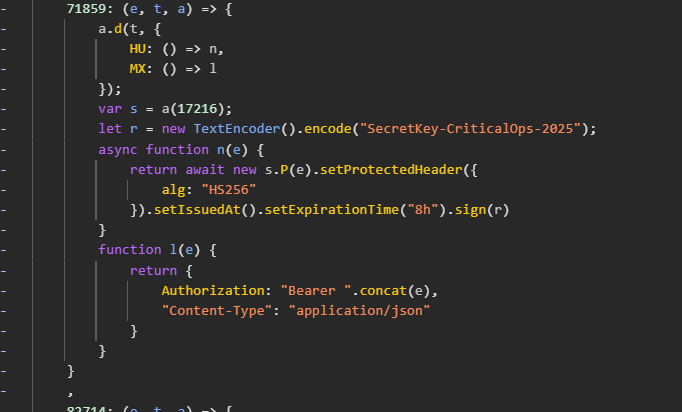 71859: (e, t, a) => {
a.d(t, {
HU: () => n,
MX: () => l
});
var s = a(17216);
let r = new TextEncoder().encode("SecretKey-CriticalOps-2025");
async function n(e) {
return await new s.P(e).setProtectedHeader({
alg: "HS256"
}).setIssuedAt().setExpirationTime("8h").sign(r)
}
function l(e) {
return {
Authorization: "Bearer ".concat(e),
"Content-Type": "application/json"
}
}
}
,
82714: (e, t, a) => {